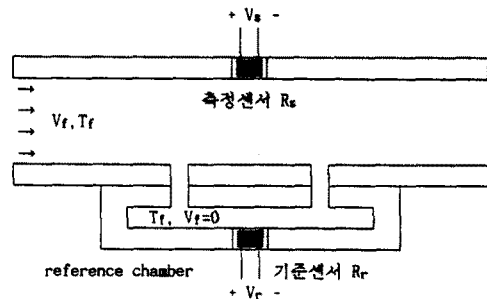 + Vs -
측정센서 Rs
Vf,Tf
Tf, Vf=0
reference chamber
기준센서 Rr
+ Vr -